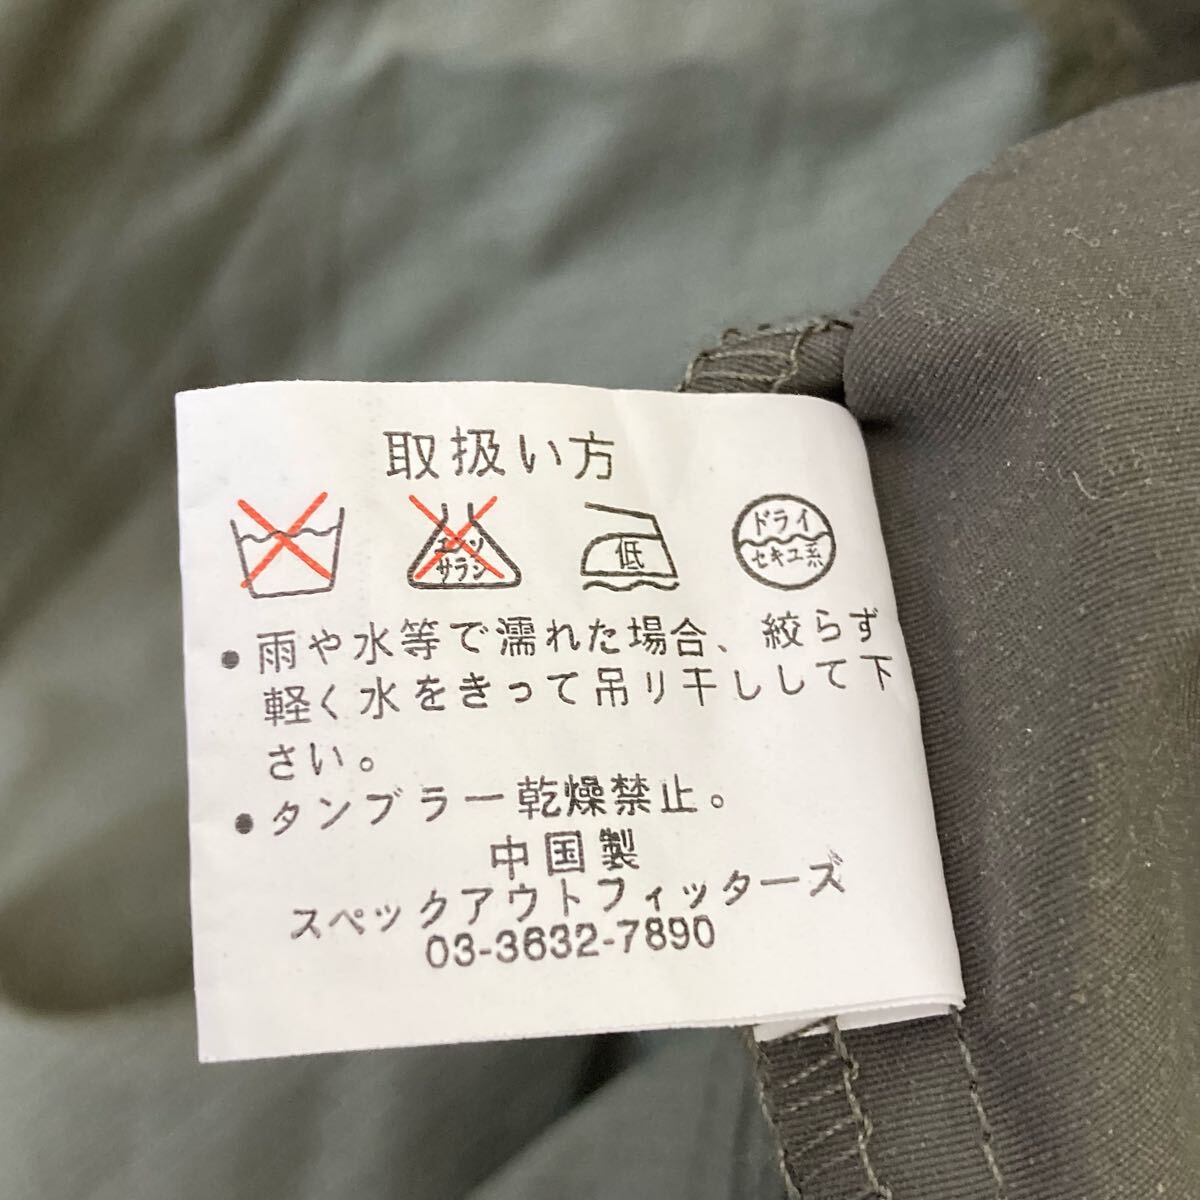 取扱い方
エンソ
サラシ
低
ドライ
セキユ系
•雨や水等で濡れた場合、絞らず
軽く水をきって吊り干しして下
さい。
•タンブラー乾燥禁止。
中国製
スペックアウトフィッターズ
03-3632-7890